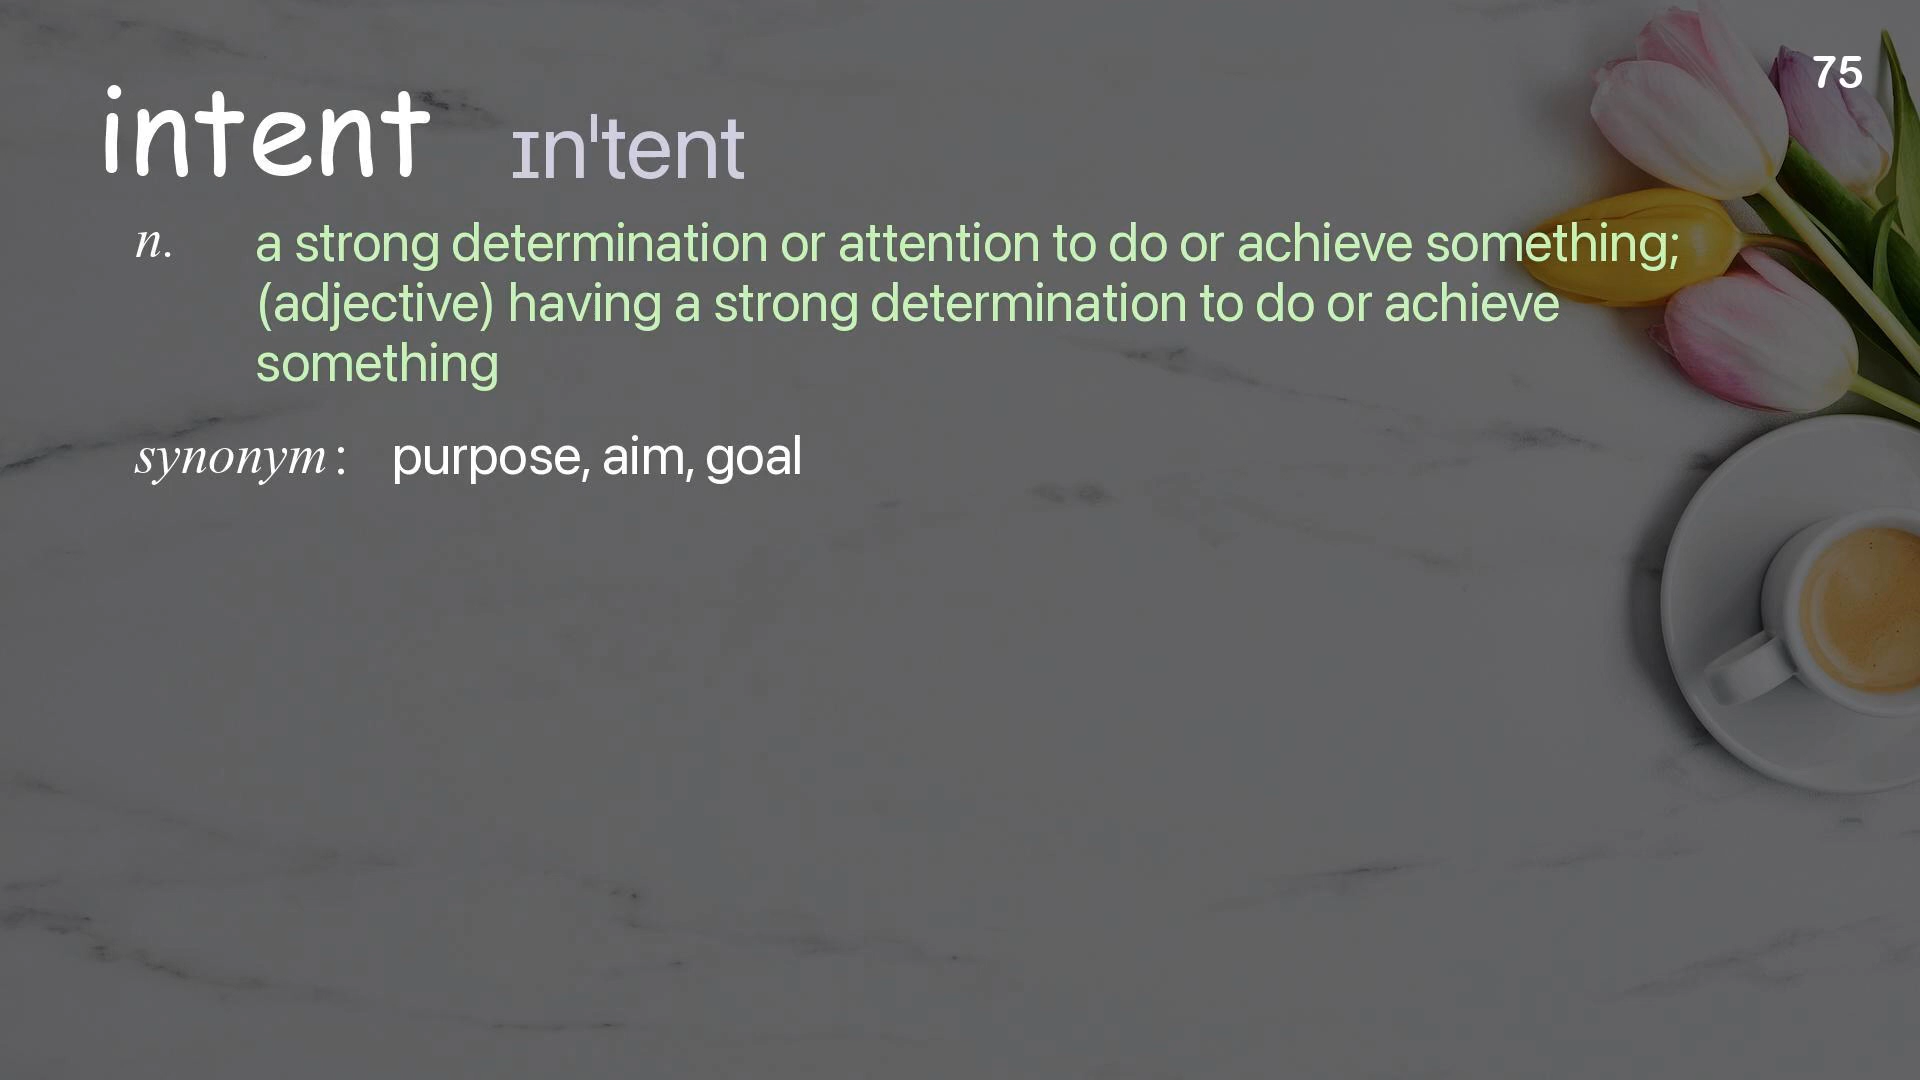 75
intent ɪnˈtent
n. a strong determination or attention to do or achieve something;
(adjective) having a strong determination to do or achieve
something
synonym: purpose, aim, goal